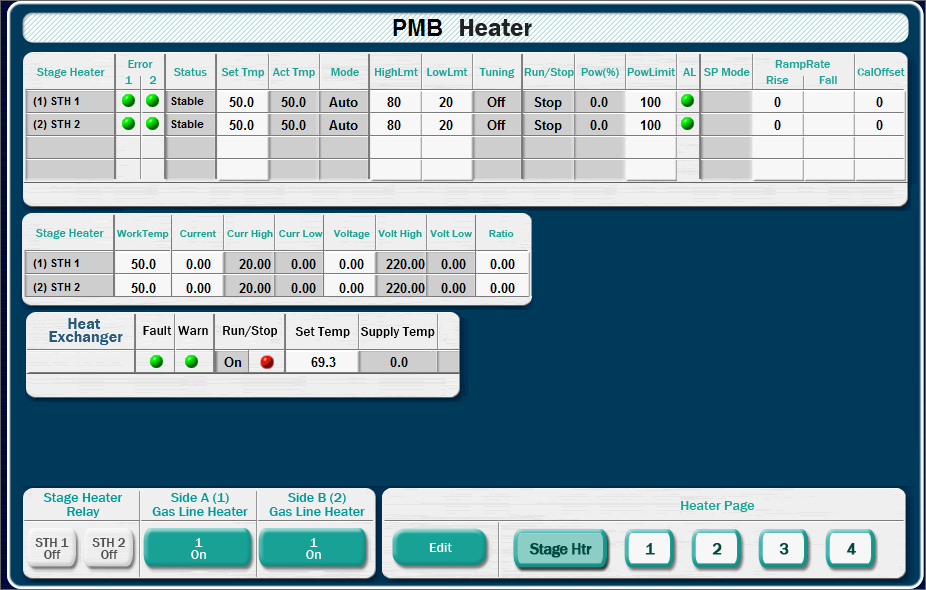 PMB Heater
Stage Heater Error 1 2 Status Set Tmp Act Tmp Mode HighLmt LowLmt Tuning Run/Stop Pow(%) PowLimit AL SP Mode RampRate Rise Fall CalOffset
(1) STH 1 Stable 50.0 50.0 Auto 80 20 Off Stop 0.0 100 0 0
(2) STH 2 Stable 50.0 50.0 Auto 80 20 Off Stop 0.0 100 0 0
Stage Heater WorkTemp Current Curr High Curr Low Voltage Volt High Volt Low Ratio
(1) STH 1 50.0 0.00 20.00 0.00 0.00 220.00 0.00 0.00
(2) STH 2 50.0 0.00 20.00 0.00 0.00 220.00 0.00 0.00
Heat
Exchanger
Fault Warn Run/Stop Set Temp Supply Temp
On 69.3 0.0
Stage Heater
Relay
STH 1
Off
STH 2
Off
Side A (1)
Gas Line Heater
1
On
Side B (2)
Gas Line Heater
1
On
Heater Page
Edit Stage Htr 1 2 3 4